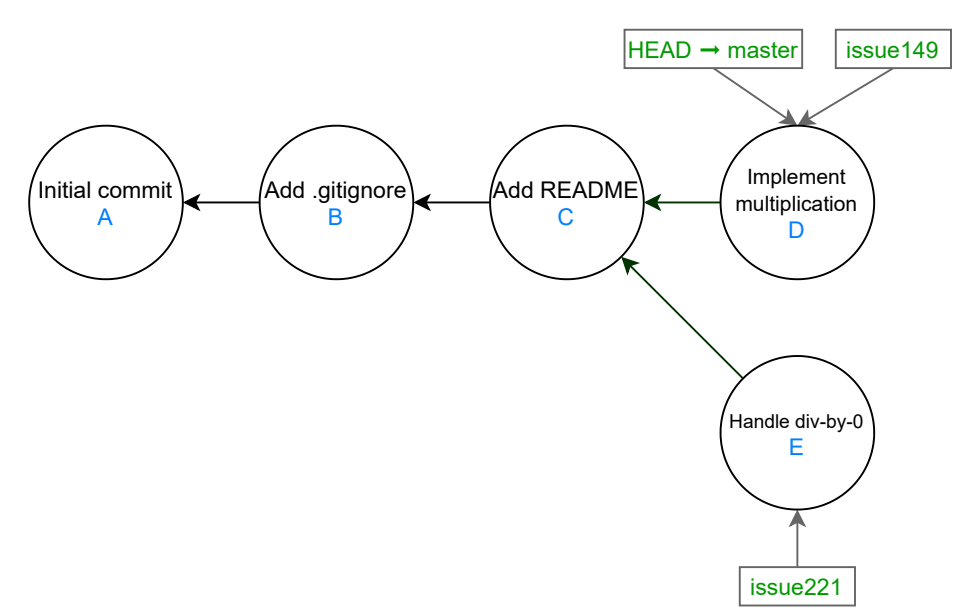 HEAD ➞ master
issue149
Initial commit
A
Add .gitignore
B
Add README
C
Implement
multiplication
D
Handle div-by-0
E
issue221